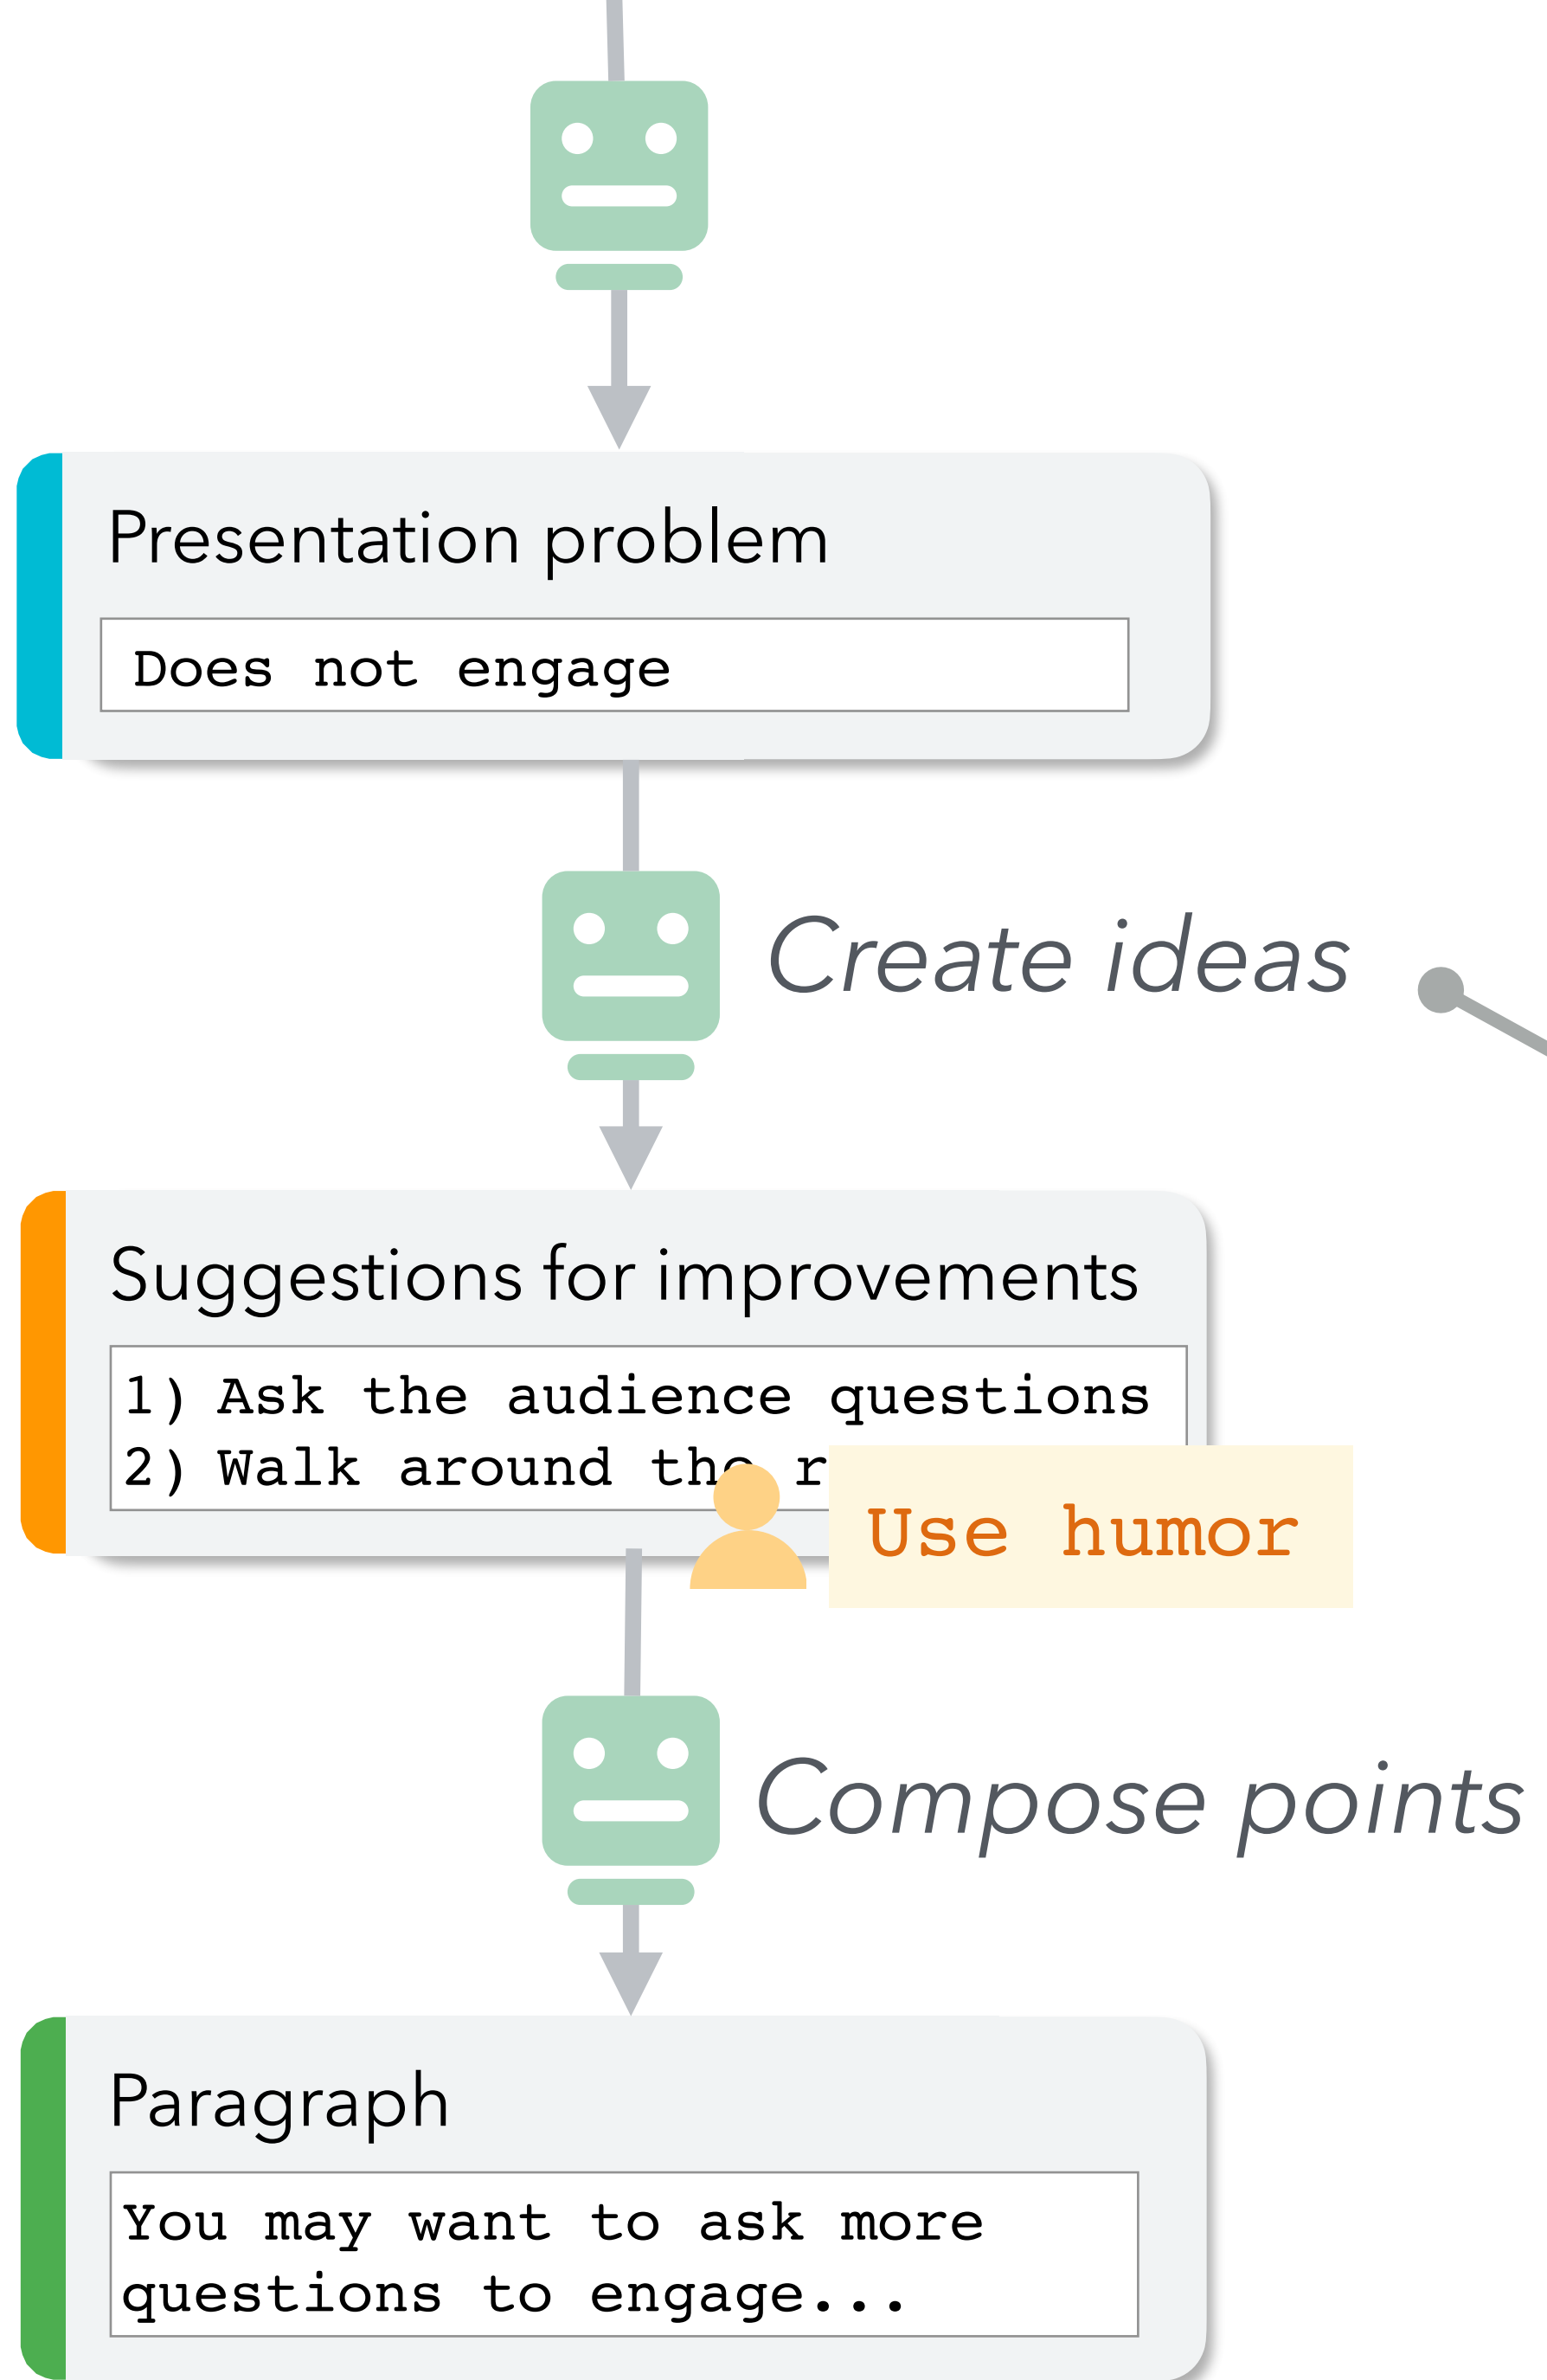 Presentation problem
Does not engage
Create ideas
Suggestions for improvements
1) Ask the audience questions
2) Walk around the
Use humor
Compose points
Paragraph
You may want to ask more
questions to engage...